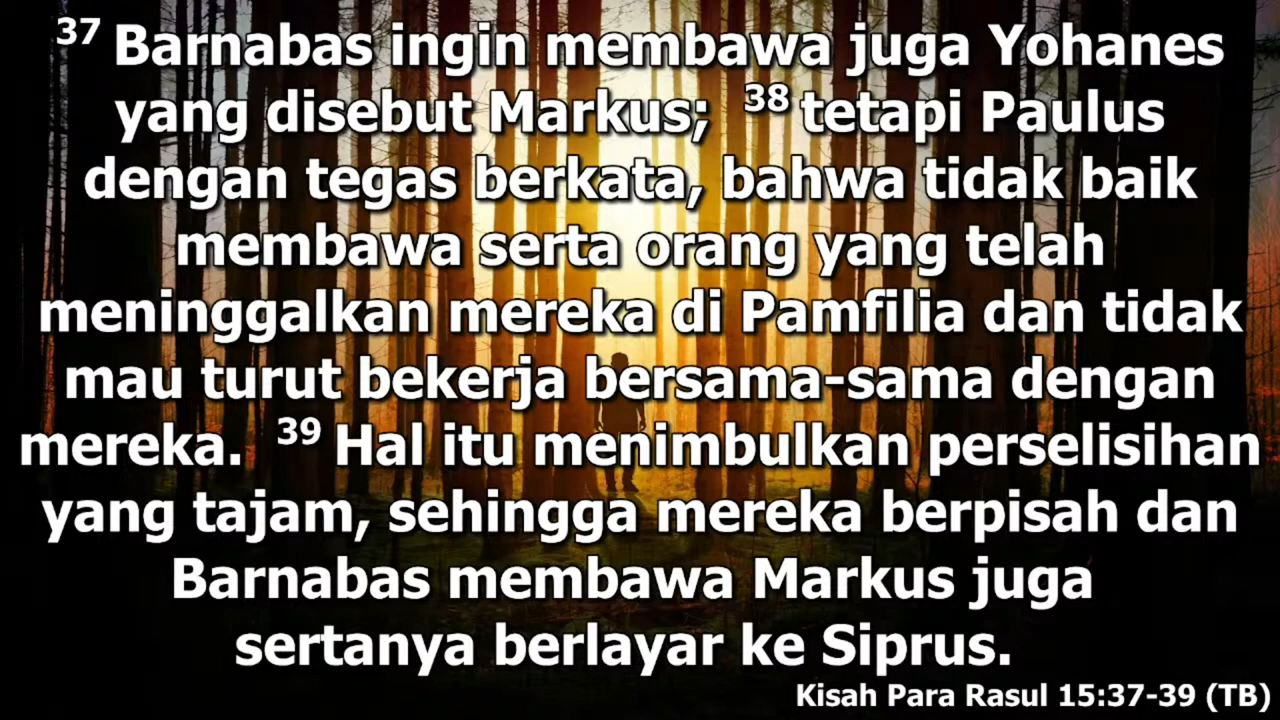 37 Barnabas ingin membawa juga Yohanes
yang disebut Markus; 38 tetapi Paulus
dengan tegas berkata, bahwa tidak baik
membawa serta orang yang telah
meninggalkan mereka di Pamfilia dan tidak
mau turut bekerja bersama-sama dengan
mereka. 39 Hal itu menimbulkan perselisihan
yang tajam, sehingga mereka berpisah dan
Barnabas membawa Markus juga
sertanya berlayar ke Siprus.
Kisah Para Rasul 15:37-39 (TB)